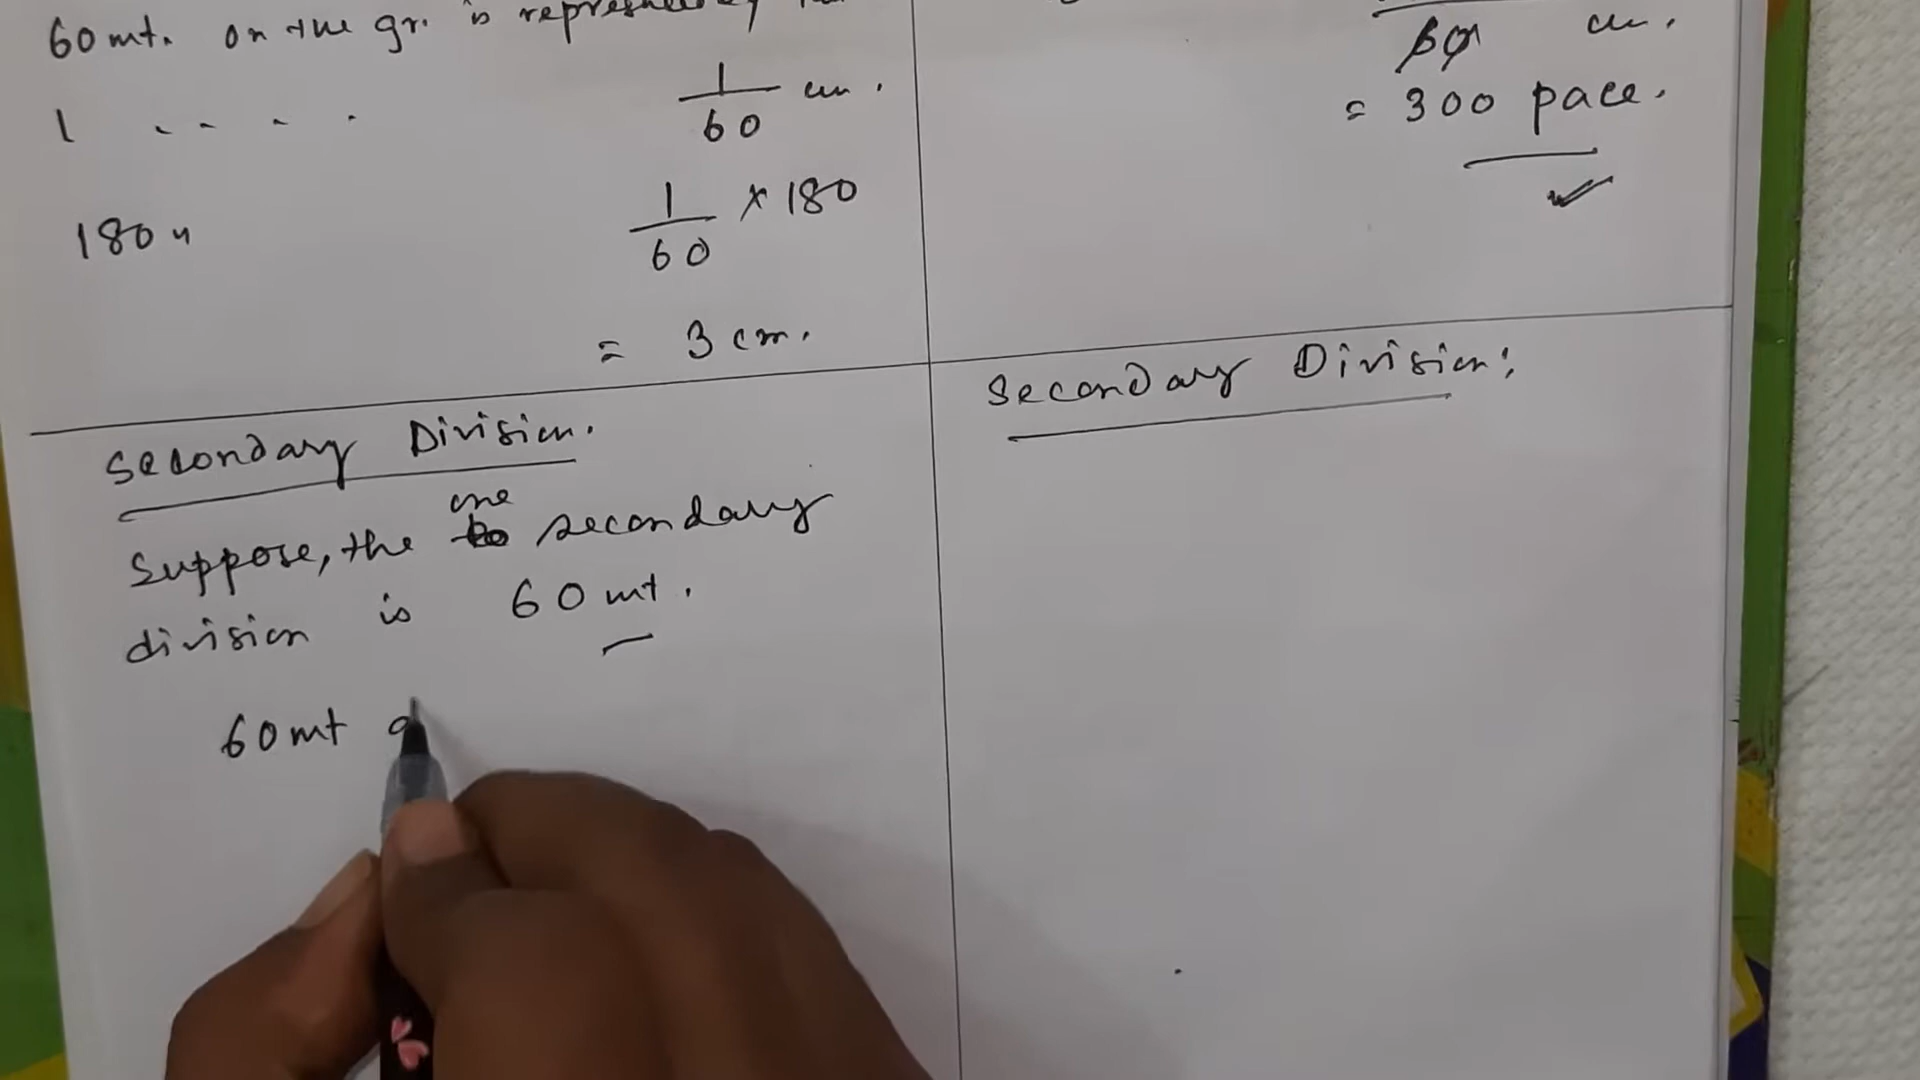 60 mt. on the gr. is
1
1/60 cm.
180 "
1/60 × 180
= 3 cm.
60 cm.
= 300 pace.
Secondary Division.
Suppose, the one secondary
division is 60 mt.
60 mt
Secondary Division: